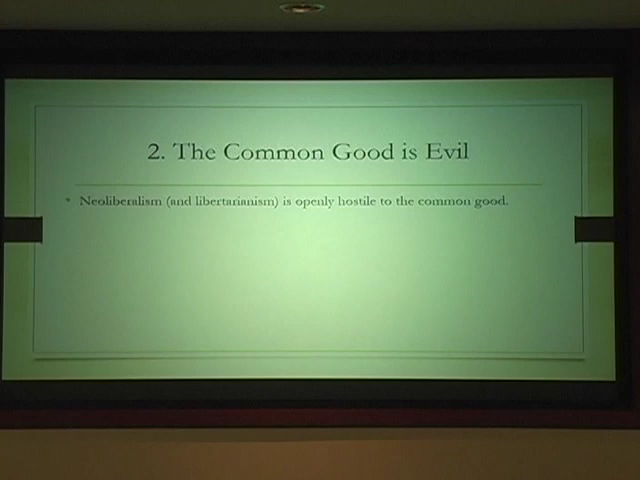 2. The Common Good is Evil
• Neoliberalism (and libertarianism) is openly hostile to the common good.